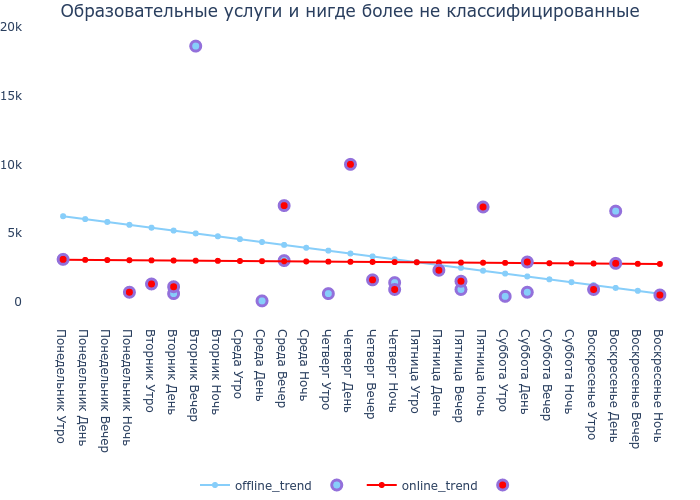 Образовательные услуги и нигде более не классифицированные
20k
15k
10k
5k
0
Понедельник Утро
Понедельник День
Понедельник Вечер
Понедельник Ночь
Вторник Утро
Вторник День
Вторник Вечер
Вторник Ночь
Среда Утро
Среда День
Среда Вечер
Среда Ночь
Четверг Утро
Четверг День
Четверг Вечер
Четверг Ночь
Пятница Утро
Пятница День
Пятница Вечер
Пятница Ночь
Суббота Утро
Суббота День
Суббота Вечер
Суббота Ночь
Воскресенье Утро
Воскресенье День
Воскресенье Вечер
Воскресенье Ночь
offline_trend online_trend